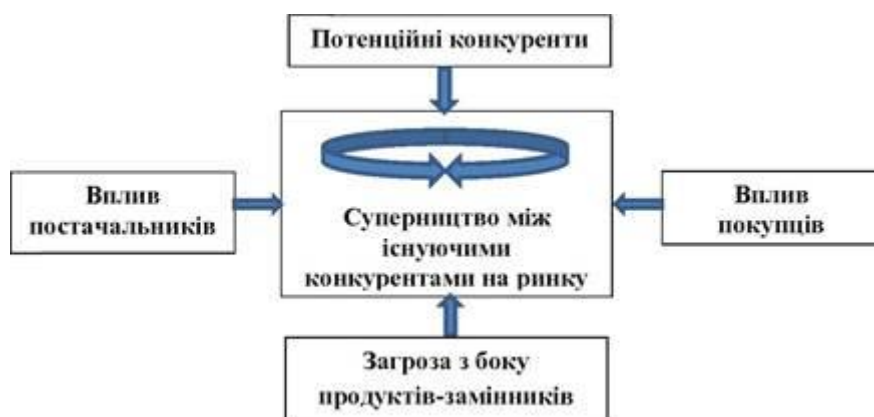 Потенційні конкуренти
Вплив
постачальників
Суперництво між
існуючими
конкурентами на ринку
Вплив
покупців
Загроза з боку
продуктів-замінників